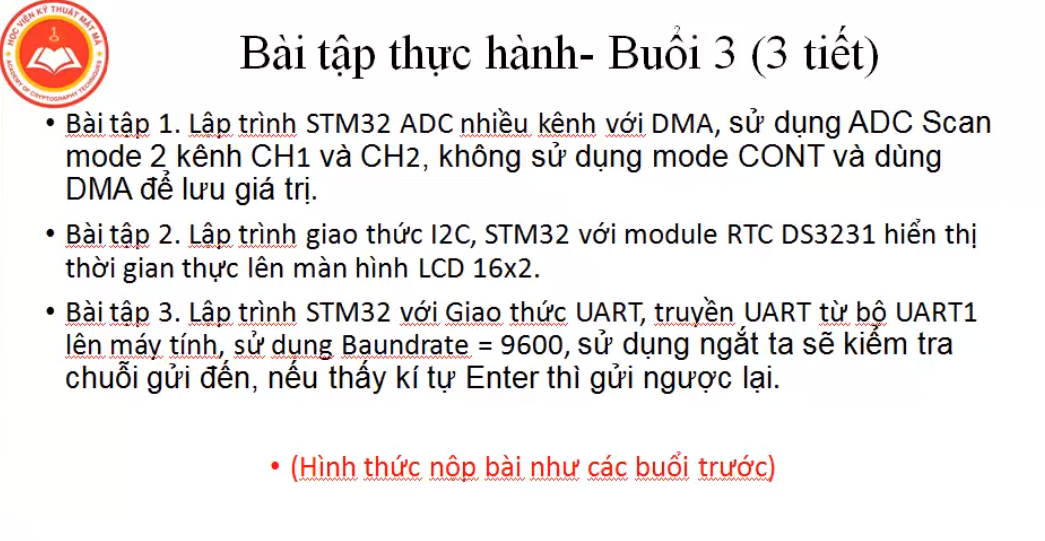 HỌC VIỆN KỸ THUẬT MẬT MÃ
ACADEMY OF CRYPTOGRAPHY TECHNIQUES
Bài tập thực hành- Buổi 3 (3 tiết)
• Bài tập 1. Lập trình STM32 ADC nhiều kênh với DMA, sử dụng ADC Scan
mode 2 kênh CH1 và CH2, không sử dụng mode CONT và dùng
DMA để lưu giá trị.
• Bài tập 2. Lập trình giao thức I2C, STM32 với module RTC DS3231 hiển thị
thời gian thực lên màn hình LCD 16x2.
• Bài tập 3. Lập trình STM32 với Giao thức UART, truyền UART từ bộ UART1
lên máy tính, sử dụng Baundrate = 9600, sử dụng ngắt ta sẽ kiểm tra
chuỗi gửi đến, nếu thấy kí tự Enter thì gửi ngược lại.
• (Hình thức nộp bài như các buổi trước)